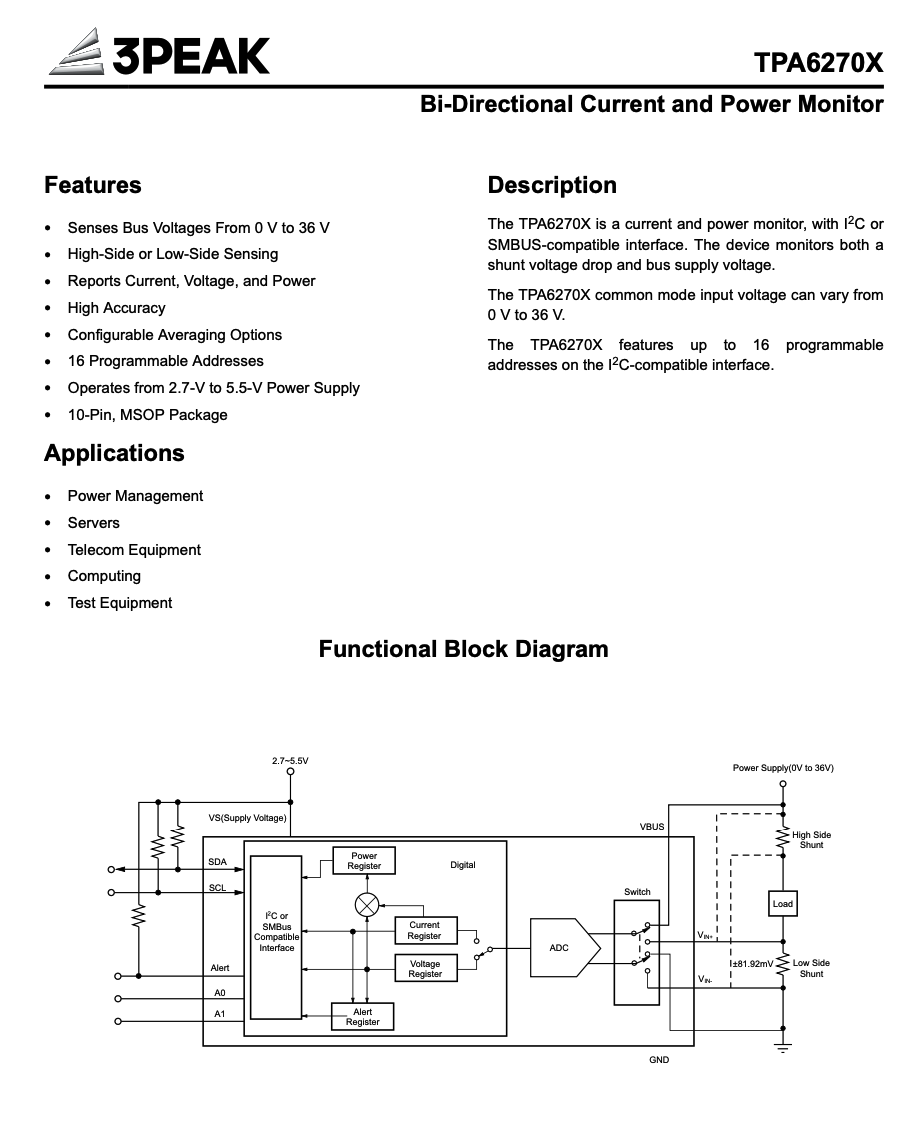 3PEAK
TPA6270X
Bi-Directional Current and Power Monitor
Features
• Senses Bus Voltages From 0 V to 36 V
• High-Side or Low-Side Sensing
• Reports Current, Voltage, and Power
• High Accuracy
• Configurable Averaging Options
• 16 Programmable Addresses
• Operates from 2.7-V to 5.5-V Power Supply
• 10-Pin, MSOP Package
Applications
• Power Management
• Servers
• Telecom Equipment
• Computing
• Test Equipment
Description
The TPA6270X is a current and power monitor, with I²C or
SMBUS-compatible interface. The device monitors both a
shunt voltage drop and bus supply voltage.
The TPA6270X common mode input voltage can vary from
0 V to 36 V.
The TPA6270X features up to 16 programmable
addresses on the I²C-compatible interface.
Functional Block Diagram
2.7~5.5V
Power Supply(0V to 36V)
VS(Supply Voltage)
VBUS
High Side
Shunt
SDA
SCL
Power
Register
Digital
Switch
Load
I²C or
SMBus
Compatible
Interface
Current
Register
ADC
VIN+
Voltage
Register
±81.92mV
Low Side
Shunt
Alert
VIN-
A0
A1
Alert
Register
GND